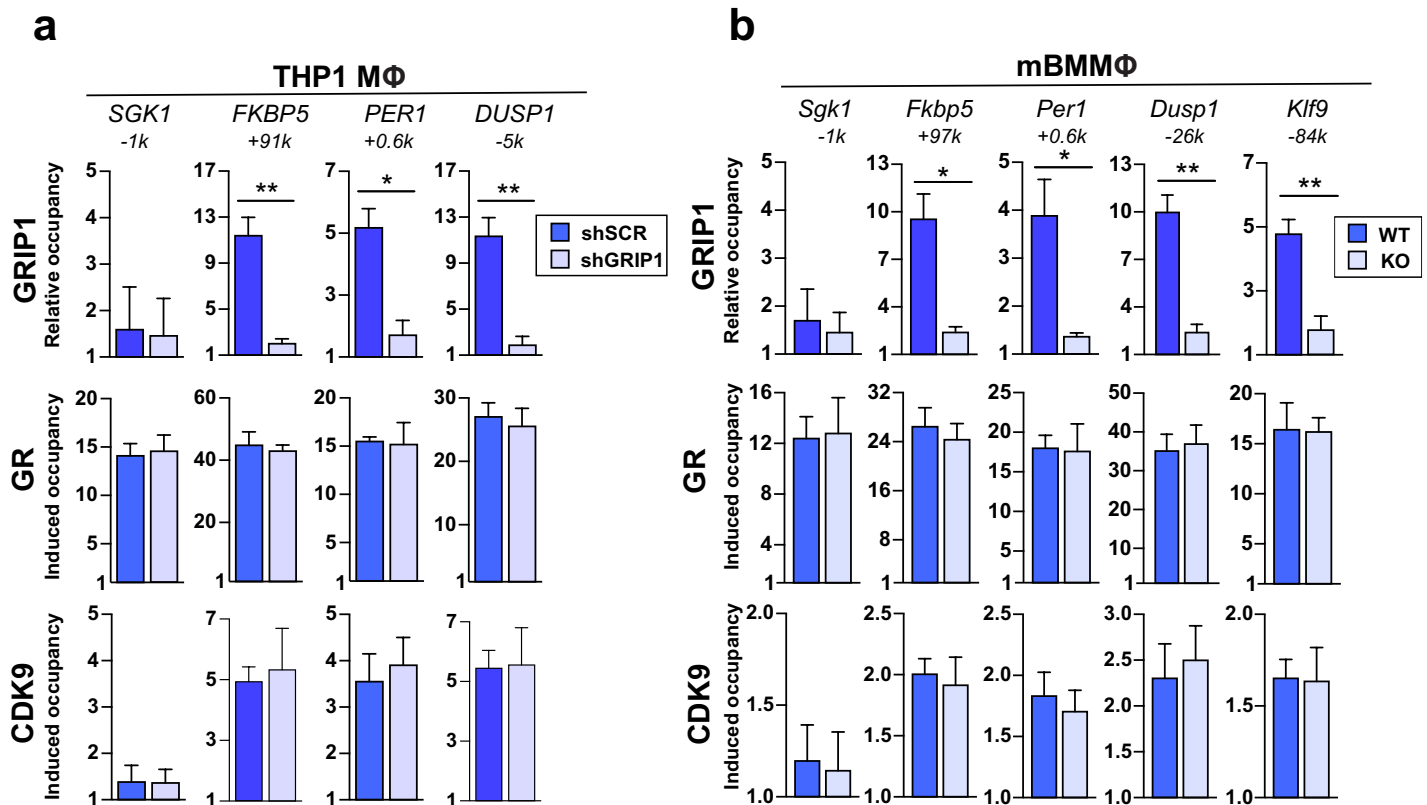 a
THP1 MΦ
SGK1 FKBP5 PER1 DUSP1
-1k +91k +0.6k -5k
GRIP1
Relative occupancy
5 4 3 2 1
17 13 9 5 1
**
7 5 3 1
*
17 13 9 5 1
**
shSCR
shGRIP1
GR
Induced occupancy
20 15 10 5 1
60 40 20 1
20 15 10 5 1
30 20 10 1
CDK9
Induced occupancy
5 4 3 2 1
7 5 3 1
5 4 3 2 1
7 5 3 1
b
mBMMΦ
Sgk1 Fkbp5 Per1 Dusp1 Klf9
-1k +97k +0.6k -26k -84k
GRIP1
Relative occupancy
5 4 3 2 1
13 10 7 4 1
*
5 4 3 2 1
*
13 10 7 4 1
**
7 5 3 1
**
WT
KO
GR
Induced occupancy
16 12 8 4 1
32 24 16 28 1
25 20 15 10 5 1
50 40 30 20 10 1
20 15 10 5 1
CDK9
Induced occupancy
2.0 1.5 1.0
2.5 2.0 1.5 1.0
2.5 2.0 1.5 1.0
3.0 2.5 2.0 1.5 1.0
2.0 1.5 1.0